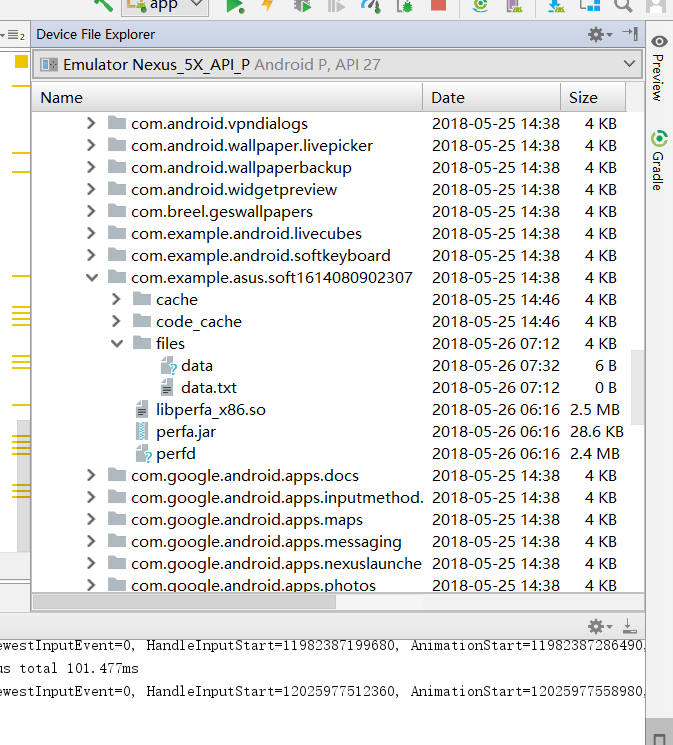 app
2
Device File Explorer
Emulator Nexus_5X_API_P Android P, API 27
Name Date Size
com.android.vpndialogs 2018-05-25 14:38 4 KB
com.android.wallpaper.livepicker 2018-05-25 14:38 4 KB
com.android.wallpaperbackup 2018-05-25 14:38 4 KB
com.android.widgetpreview 2018-05-25 14:38 4 KB
com.breel.geswallpapers 2018-05-25 14:38 4 KB
com.example.android.livecubes 2018-05-25 14:38 4 KB
com.example.android.softkeyboard 2018-05-25 14:38 4 KB
com.example.asus.soft1614080902307 2018-05-25 14:38 4 KB
cache 2018-05-25 14:46 4 KB
code_cache 2018-05-25 14:46 4 KB
files 2018-05-26 07:12 4 KB
data 2018-05-26 07:32 6 B
data.txt 2018-05-26 07:12 0 B
libperfa_x86.so 2018-05-26 06:16 2.5 MB
perfa.jar 2018-05-26 06:16 28.6 KB
perfd 2018-05-26 06:16 2.4 MB
com.google.android.apps.docs 2018-05-25 14:38 4 KB
com.google.android.apps.inputmethod. 2018-05-25 14:38 4 KB
com.google.android.apps.maps 2018-05-25 14:38 4 KB
com.google.android.apps.messaging 2018-05-25 14:38 4 KB
com.google.android.apps.nexuslaunche 2018-05-25 14:38 4 KB
com.google.android.apps.photos 2018-05-25 14:38 4 KB
Preview
Gradle
ewestInputEvent=0, HandleInputStart=11982387199680, AnimationStart=11982387286490,
us total 101.477ms
ewestInputEvent=0, HandleInputStart=12025977512360, AnimationStart=12025977558980,